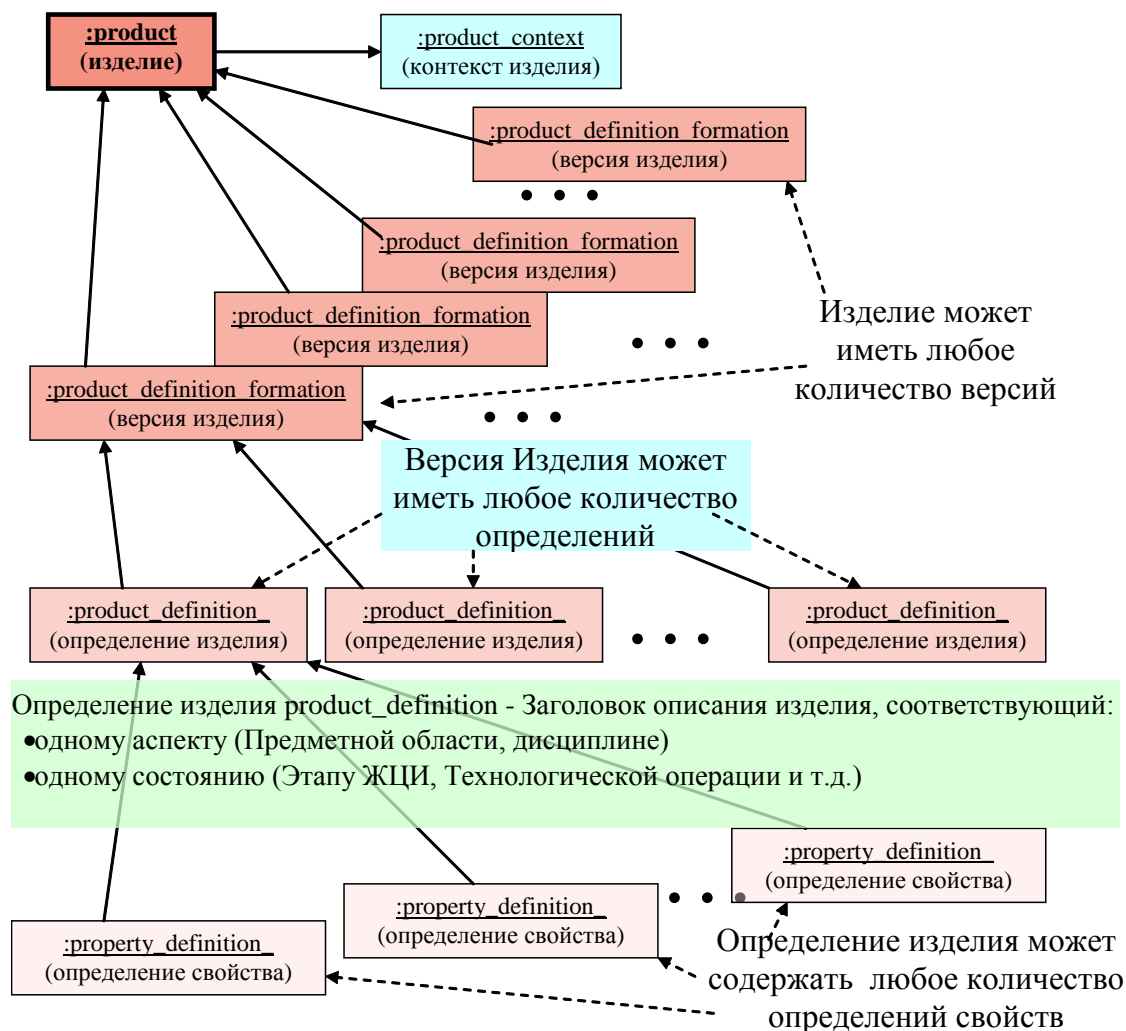 :product
(изделие)
:product_context
(контекст изделия)
:product_definition_formation
(версия изделия)
:product_definition_formation
(версия изделия)
:product_definition_formation
(версия изделия)
Изделие может
иметь любое
количество версий
:product_definition_formation
(версия изделия)
Версия Изделия может
иметь любое количество
определений
:product_definition_
(определение изделия)
:product_definition_
(определение изделия)
:product_definition_
(определение изделия)
Определение изделия product_definition - Заголовок описания изделия, соответствующий:
•одному аспекту (Предметной области, дисциплине)
•одному состоянию (Этапу ЖЦИ, Технологической операции и т.д.)
:property_definition_
(определение свойства)
:property_definition_
(определение свойства)
:property_definition_
(определение свойства)
Определение изделия может
содержать любое количество
определений свойств